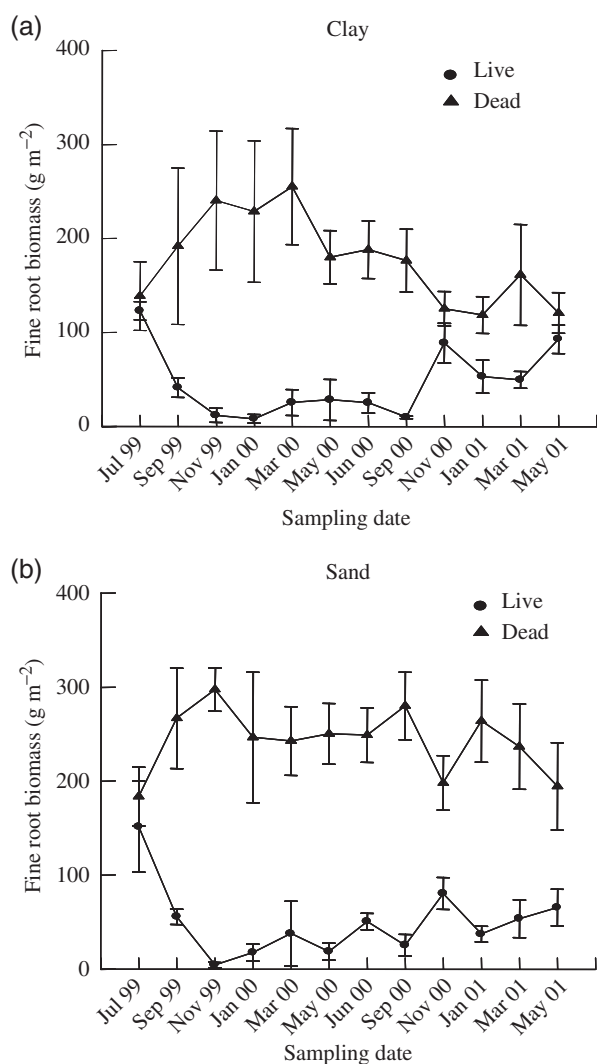 (a)
Clay
400
Live
Dead
300
200
100
0
Fine root biomass (g m−2)
Jul 99
Sep 99
Nov 99
Jan 00
Mar 00
May 00
Jun 00
Sep 00
Nov 00
Jan 01
Mar 01
May 01
Sampling date
(b)
Sand
400
Live
Dead
300
200
100
0
Fine root biomass (g m−2)
Jul 99
Sep 99
Nov 99
Jan 00
Mar 00
May 00
Jun 00
Sep 00
Nov 00
Jan 01
Mar 01
May 01
Sampling date